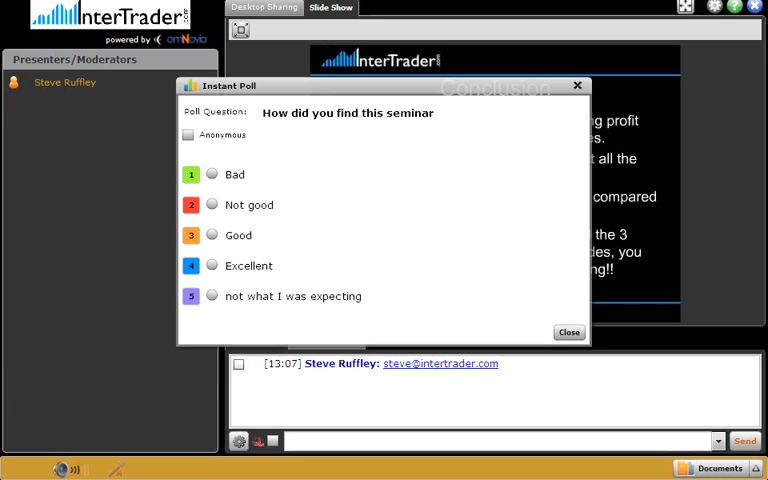 InterTrader.com
powered by omNovia
Presenters/Moderators
Steve Ruffley
Desktop Sharing
Slide Show
InterTrader.com
Conclusion
ng profit
es.
t all the
compared
the 3
des, you
ng!!
Instant Poll
Poll Question: How did you find this seminar
Anonymous
1 Bad
2 Not good
3 Good
4 Excellent
5 not what I was expecting
Close
[13:07] Steve Ruffley: steve@intertrader.com
Send
Documents